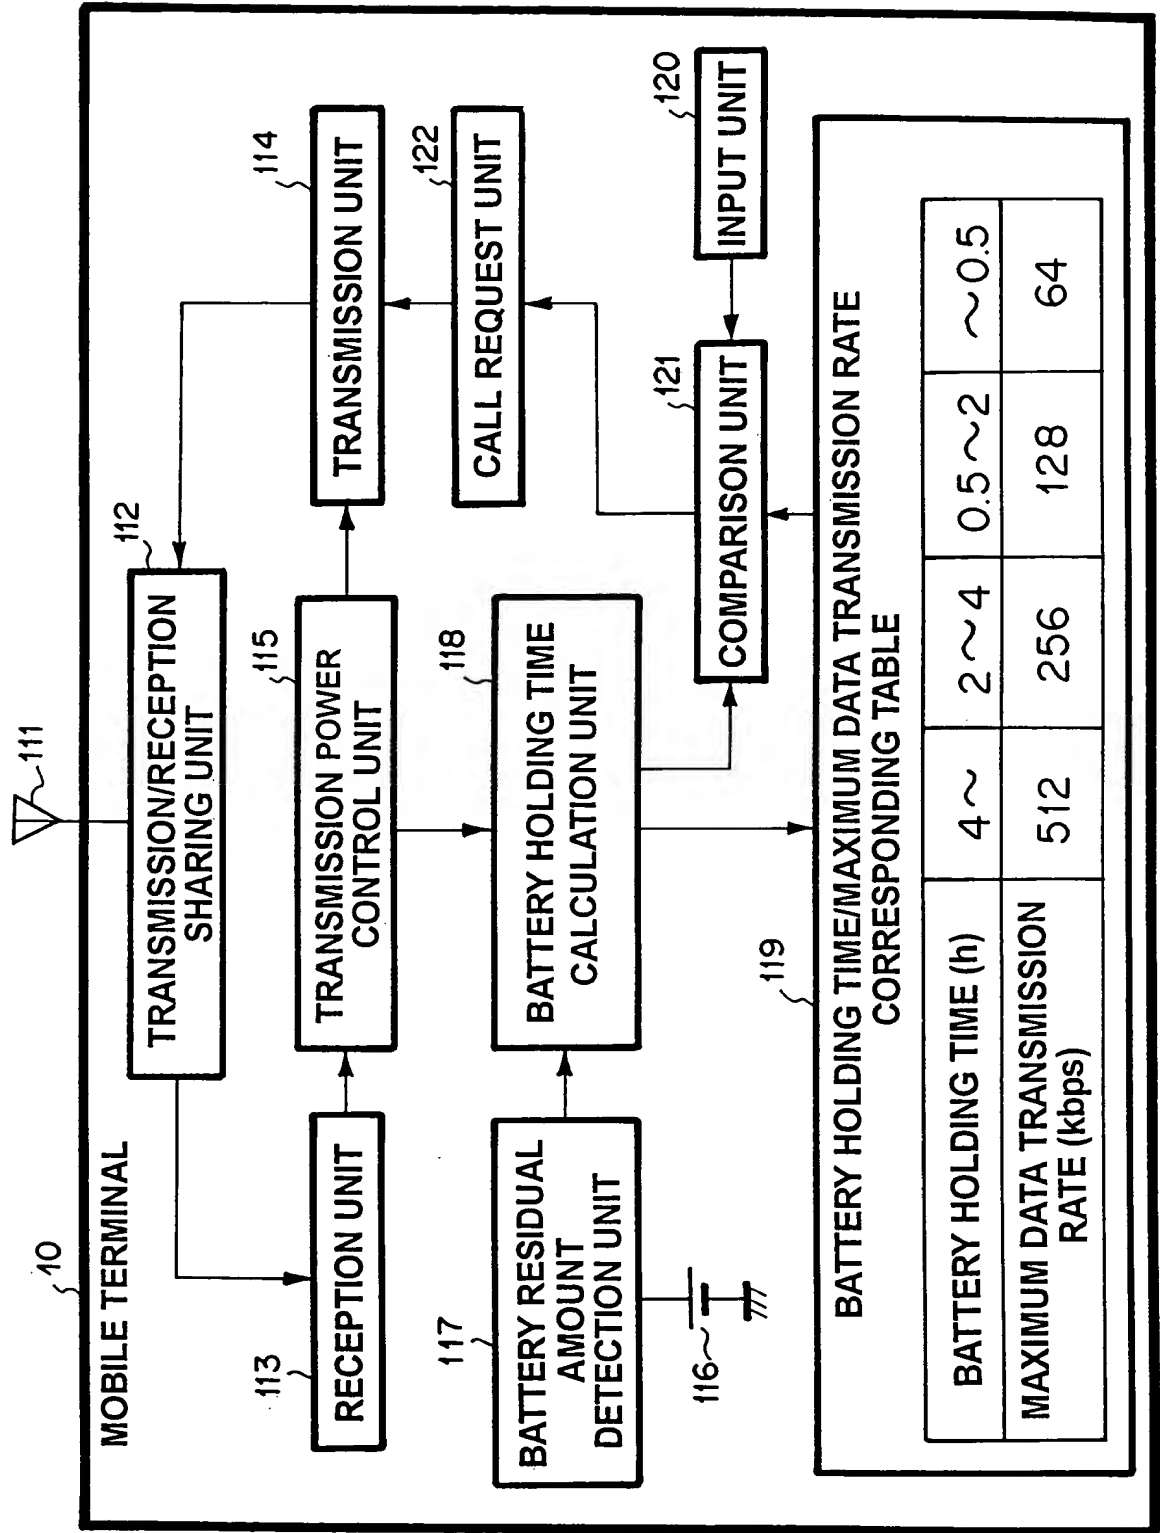 10
MOBILE TERMINAL
111
112
TRANSMISSION/RECEPTION
SHARING UNIT
113
RECEPTION UNIT
115
TRANSMISSION POWER
CONTROL UNIT
114
TRANSMISSION UNIT
117
BATTERY RESIDUAL
AMOUNT
DETECTION UNIT
118
BATTERY HOLDING TIME
CALCULATION UNIT
122
CALL REQUEST UNIT
116
121
COMPARISON UNIT
120
INPUT UNIT
119
BATTERY HOLDING TIME/MAXIMUM DATA TRANSMISSION RATE
CORRESPONDING TABLE
BATTERY HOLDING TIME (h) 4~ 2~4 0.5~2 ~0.5
MAXIMUM DATA TRANSMISSION
RATE (kbps) 512 256 128 64